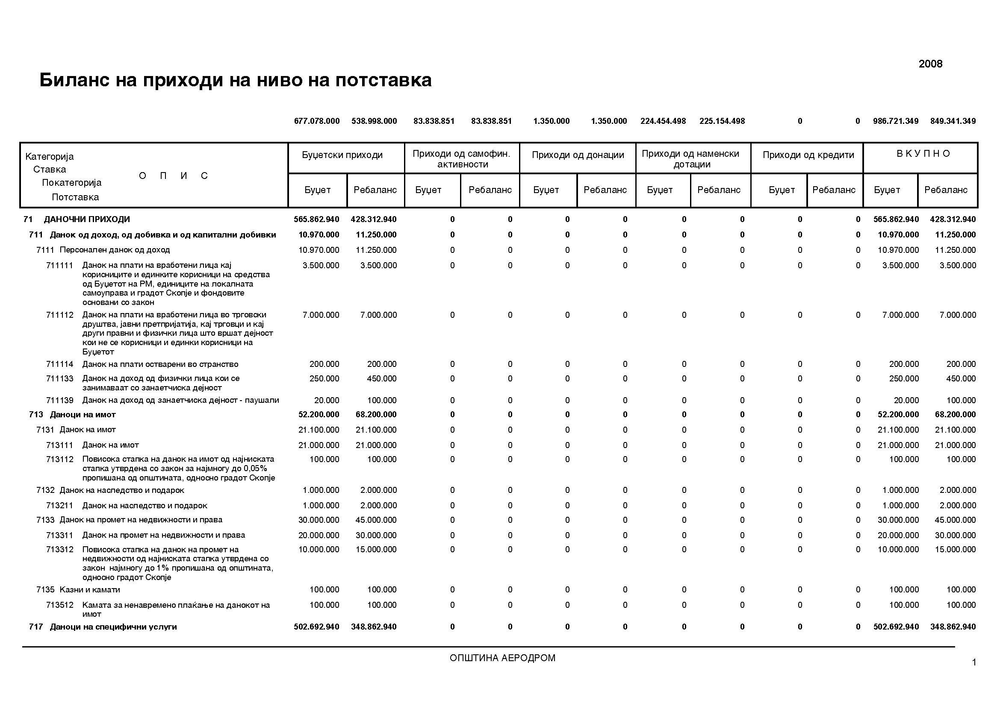 2008
Биланс на приходи на ниво на потставка
677.078.000 538.998.000 83.838.851 83.838.851 1.350.000 1.350.000 224.454.498 225.154.498 0 0 986.721.349 849.341.349
Категорија
Ставка
Покатегорија
Потставка
О П И С
Буџетски приходи
Приходи од самофин.
активности
Приходи од донации
Приходи од наменски
дотации
Приходи од кредити
В К У П Н О
Буџет Ребаланс Буџет Ребаланс Буџет Ребаланс Буџет Ребаланс Буџет Ребаланс Буџет Ребаланс
71 ДАНОЧНИ ПРИХОДИ 565.862.940 428.312.940 0 0 0 0 0 0 0 0 565.862.940 428.312.940
711 Данок од доход, од добивка и од капитални добивки 10.970.000 11.250.000 0 0 0 0 0 0 0 0 10.970.000 11.250.000
7111 Персонален данок од доход 10.970.000 11.250.000 0 0 0 0 0 0 0 0 10.970.000 11.250.000
711111 Данок на плати на вработени лица кај 3.500.000 3.500.000 0 0 0 0 0 0 0 0 3.500.000 3.500.000
корисниците и единките корисници на средства
од Буџетот на РМ, единиците на локалната
самоуправа и градот Скопје и фондовите
основани со закон
711112 Данок на плати на вработени лица во трговски 7.000.000 7.000.000 0 0 0 0 0 0 0 0 7.000.000 7.000.000
друштва, јавни претпријатија, кај трговци и кај
други правни и физички лица што вршат дејност
кои не се корисници и единки корисници на
Буџетот
711114 Данок на плати остварени во странство 200.000 200.000 0 0 0 0 0 0 0 0 200.000 200.000
711133 Данок на доход од физички лица кои се 250.000 450.000 0 0 0 0 0 0 0 0 250.000 450.000
занимаваат со занаетчиска дејност
711139 Данок на доход од занаетчиска дејност - паушали 20.000 100.000 0 0 0 0 0 0 0 0 20.000 100.000
713 Даноци на имот 52.200.000 68.200.000 0 0 0 0 0 0 0 0 52.200.000 68.200.000
7131 Данок на имот 21.100.000 21.100.000 0 0 0 0 0 0 0 0 21.100.000 21.100.000
713111 Данок на имот 21.000.000 21.000.000 0 0 0 0 0 0 0 0 21.000.000 21.000.000
713112 Повисока стапка на данок на имот од најниската 100.000 100.000 0 0 0 0 0 0 0 0 100.000 100.000
стапка утврдена со закон за најмногу до 0,05%
пропишана од општината, односно градот Скопје
7132 Данок на наследство и подарок 1.000.000 2.000.000 0 0 0 0 0 0 0 0 1.000.000 2.000.000
713211 Данок на наследство и подарок 1.000.000 2.000.000 0 0 0 0 0 0 0 0 1.000.000 2.000.000
7133 Данок на промет на недвижности и права 30.000.000 45.000.000 0 0 0 0 0 0 0 0 30.000.000 45.000.000
713311 Данок на промет на недвижности и права 20.000.000 30.000.000 0 0 0 0 0 0 0 0 20.000.000 30.000.000
713312 Повисока стапка на данок на промет на 10.000.000 15.000.000 0 0 0 0 0 0 0 0 10.000.000 15.000.000
недвижности од најниската стапка утврдена со
закон најмногу до 1% пропишана од општината,
односно градот Скопје
7135 Казни и камати 100.000 100.000 0 0 0 0 0 0 0 0 100.000 100.000
713512 Камата за ненавремено плаќање на данокот на 100.000 100.000 0 0 0 0 0 0 0 0 100.000 100.000
имот
717 Даноци на специфични услуги 502.692.940 348.862.940 0 0 0 0 0 0 0 0 502.692.940 348.862.940
ОПШТИНА АЕРОДРОМ
1